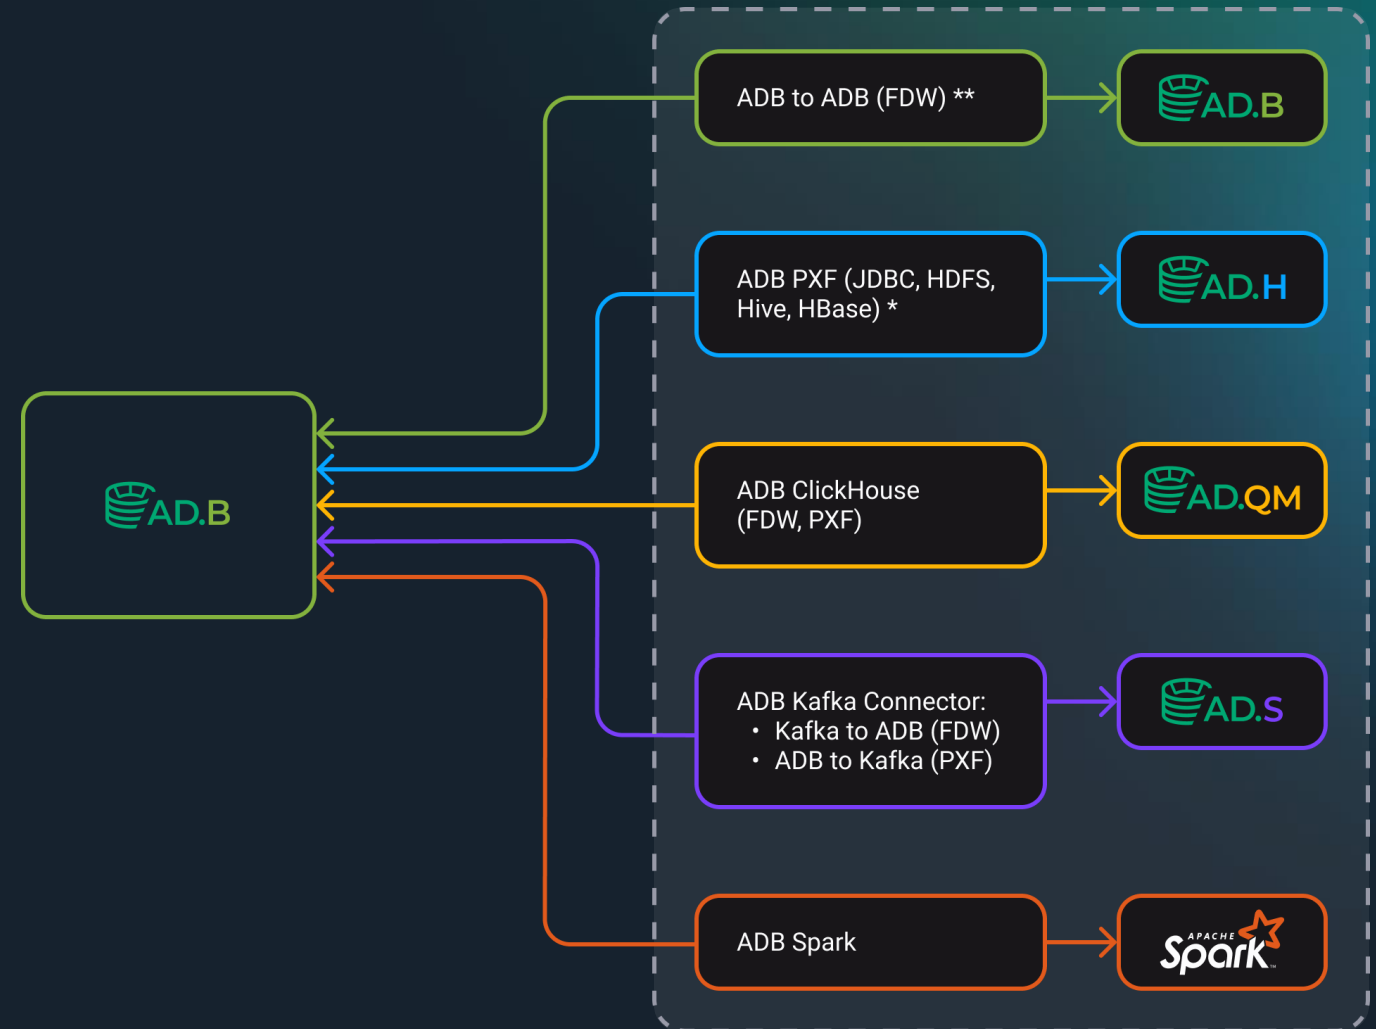 ADB to ADB (FDW) **
AD.B
ADB PXF (JDBC, HDFS,
Hive, HBase) *
AD.H
AD.B
ADB ClickHouse
(FDW, PXF)
AD.QM
ADB Kafka Connector:
• Kafka to ADB (FDW)
• ADB to Kafka (PXF)
AD.S
ADB Spark
APACHE
Spark™